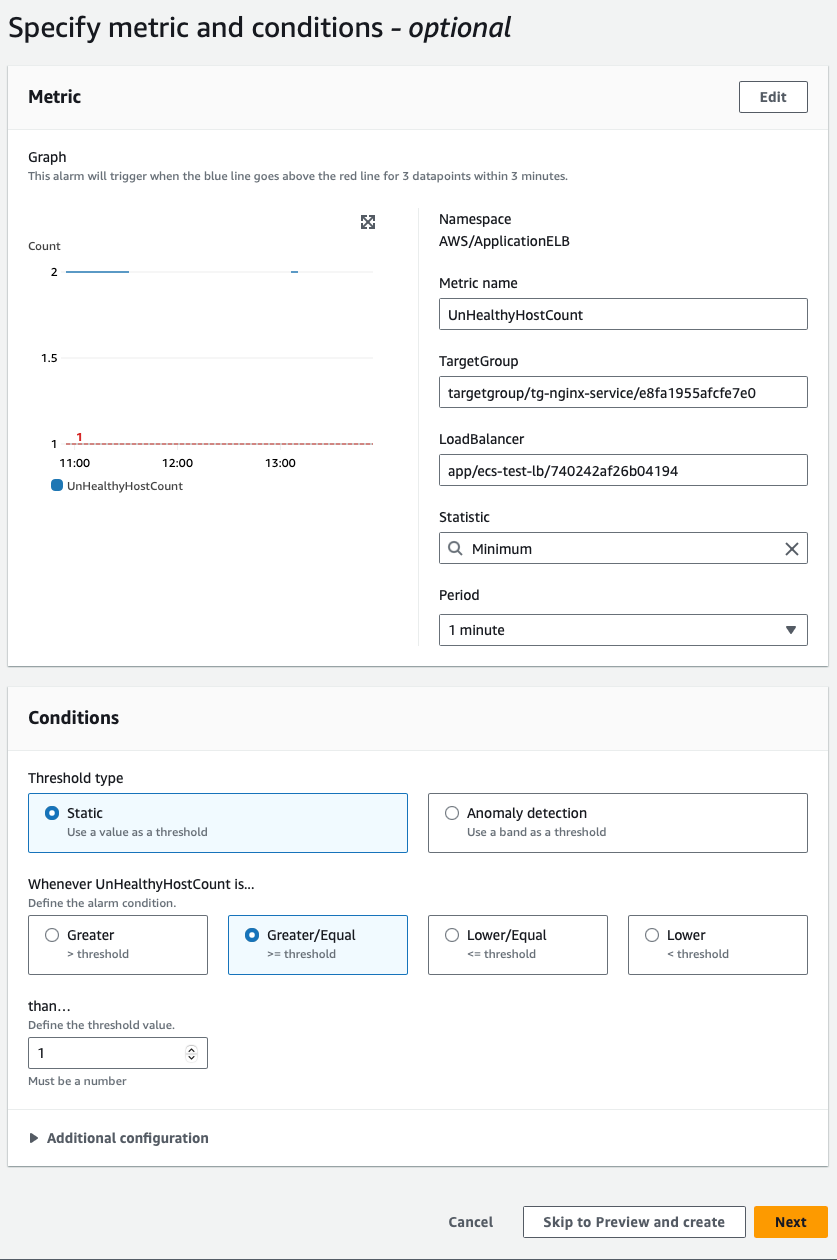 Specify metric and conditions - optional
Metric
Edit
Graph
This alarm will trigger when the blue line goes above the red line for 3 datapoints within 3 minutes.
Count
2
1.5
1
1
11:00 12:00 13:00
UnHealthyHostCount
Namespace
AWS/ApplicationELB
Metric name
UnHealthyHostCount
TargetGroup
targetgroup/tg-nginx-service/e8fa1955afcfe7e0
LoadBalancer
app/ecs-test-lb/740242af26b04194
Statistic
Minimum
Period
1 minute
Conditions
Threshold type
Static
Use a value as a threshold
Anomaly detection
Use a band as a threshold
Whenever UnHealthyHostCount is...
Define the alarm condition.
Greater
> threshold
Greater/Equal
>= threshold
Lower/Equal
<= threshold
Lower
< threshold
than...
Define the threshold value.
1
Must be a number
Additional configuration
Cancel
Skip to Preview and create
Next